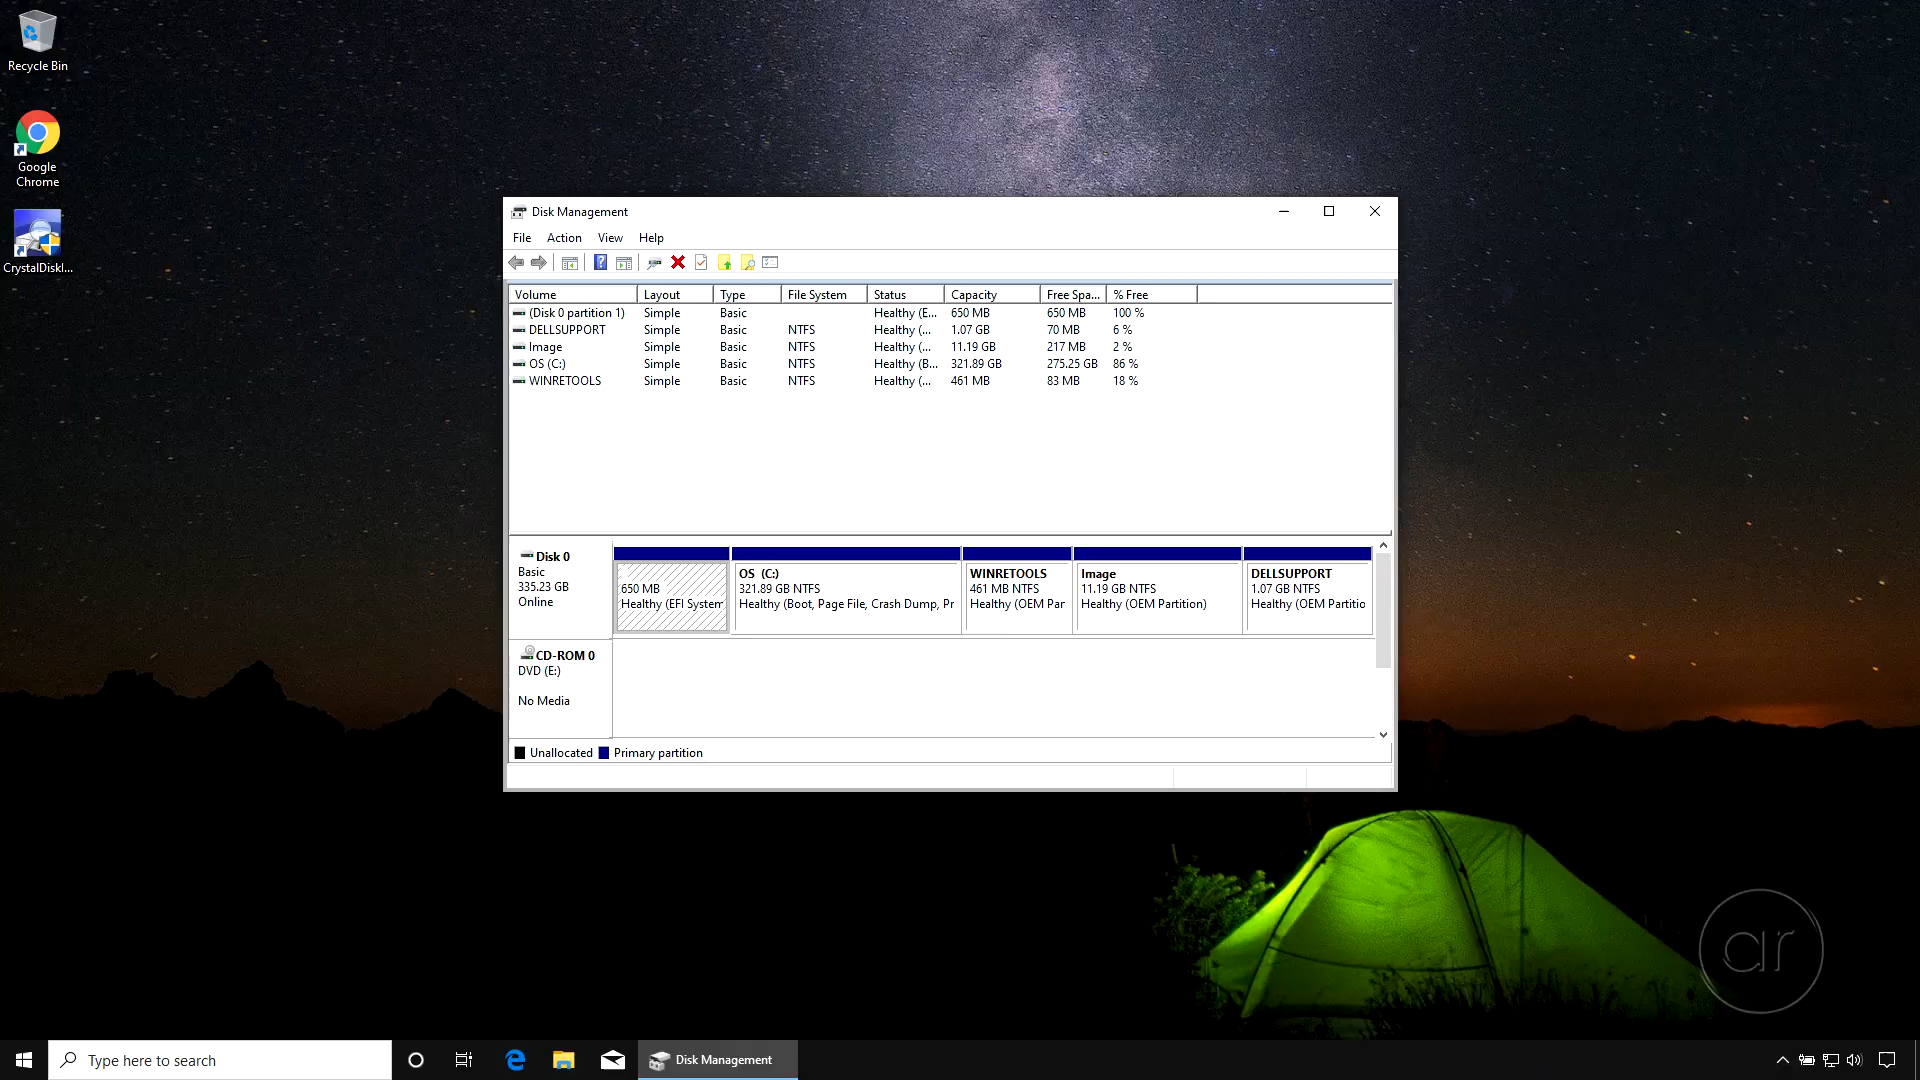 Recycle Bin
Google
Chrome
CrystalDiskI...
Disk Management
File Action View Help
Volume Layout Type File System Status Capacity Free Spa... % Free
(Disk 0 partition 1) Simple Basic Healthy (E... 650 MB 650 MB 100 %
DELLSUPPORT Simple Basic NTFS Healthy (... 1.07 GB 70 MB 6 %
Image Simple Basic NTFS Healthy (... 11.19 GB 217 MB 2 %
OS (C:) Simple Basic NTFS Healthy (B... 321.89 GB 275.25 GB 86 %
WINRETOOLS Simple Basic NTFS Healthy (... 461 MB 83 MB 18 %
Disk 0
Basic
335.23 GB
Online
650 MB
Healthy (EFI System
OS (C:)
321.89 GB NTFS
Healthy (Boot, Page File, Crash Dump, Pr
WINRETOOLS
461 MB NTFS
Healthy (OEM Par
Image
11.19 GB NTFS
Healthy (OEM Partition)
DELLSUPPORT
1.07 GB NTFS
Healthy (OEM Partitio
CD-ROM 0
DVD (E:)
No Media
Unallocated Primary partition
ar
Type here to search
Disk Management